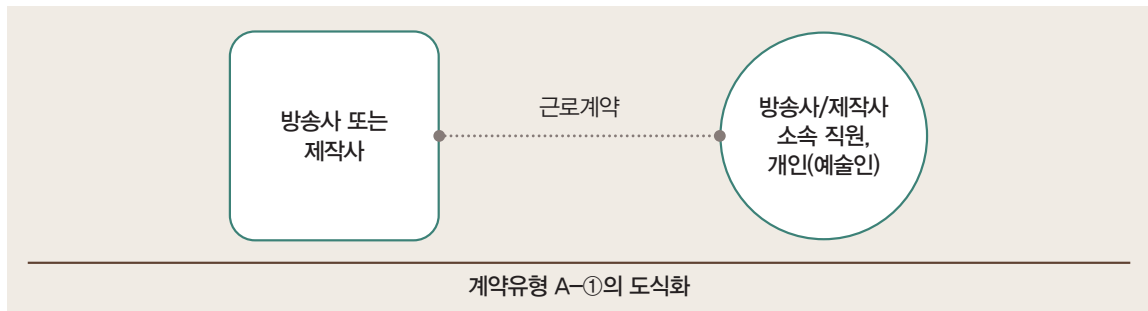 방송사 또는
제작사
근로계약
방송사/제작사
소속 직원,
개인(예술인)
계약유형 A–①의 도식화